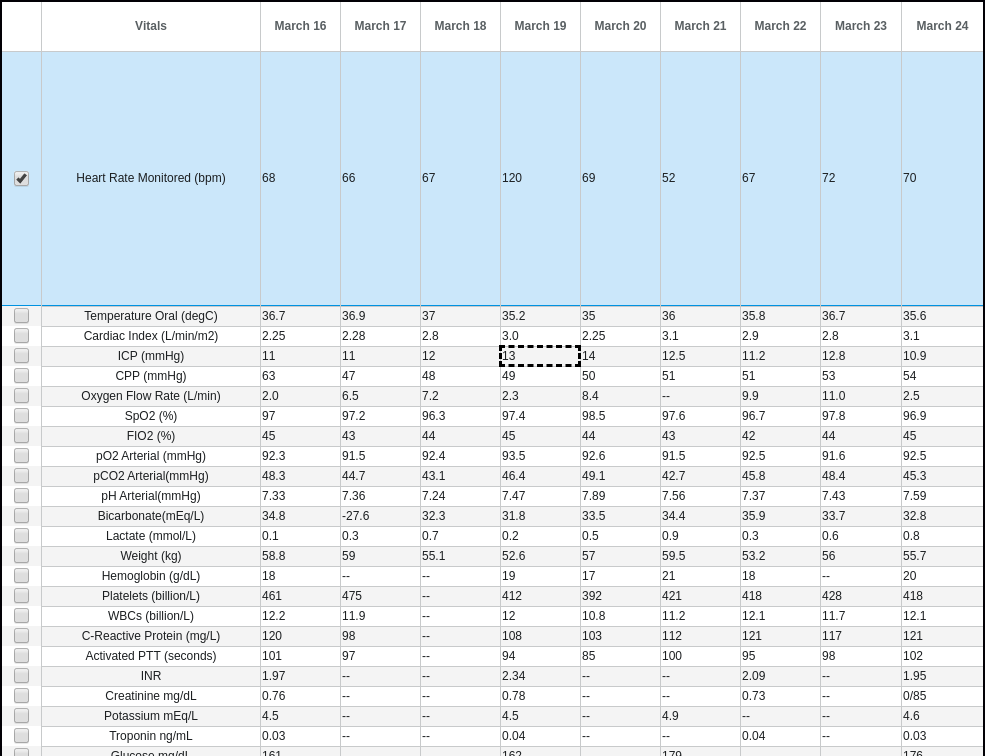 Vitals March 16 March 17 March 18 March 19 March 20 March 21 March 22 March 23 March 24
Heart Rate Monitored (bpm) 68 66 67 120 69 52 67 72 70
Temperature Oral (degC) 36.7 36.9 37 35.2 35 36 35.8 36.7 35.6
Cardiac Index (L/min/m2) 2.25 2.28 2.8 3.0 2.25 3.1 2.9 2.8 3.1
ICP (mmHg) 11 11 12 13 14 12.5 11.2 12.8 10.9
CPP (mmHg) 63 47 48 49 50 51 51 53 54
Oxygen Flow Rate (L/min) 2.0 6.5 7.2 2.3 8.4 -- 9.9 11.0 2.5
SpO2 (%) 97 97.2 96.3 97.4 98.5 97.6 96.7 97.8 96.9
FIO2 (%) 45 43 44 45 44 43 42 44 45
pO2 Arterial (mmHg) 92.3 91.5 92.4 93.5 92.6 91.5 92.5 91.6 92.5
pCO2 Arterial(mmHg) 48.3 44.7 43.1 46.4 49.1 42.7 45.8 48.4 45.3
pH Arterial(mmHg) 7.33 7.36 7.24 7.47 7.89 7.56 7.37 7.43 7.59
Bicarbonate(mEq/L) 34.8 -27.6 32.3 31.8 33.5 34.4 35.9 33.7 32.8
Lactate (mmol/L) 0.1 0.3 0.7 0.2 0.5 0.9 0.3 0.6 0.8
Weight (kg) 58.8 59 55.1 52.6 57 59.5 53.2 56 55.7
Hemoglobin (g/dL) 18 -- -- 19 17 21 18 -- 20
Platelets (billion/L) 461 475 -- 412 392 421 418 428 418
WBCs (billion/L) 12.2 11.9 -- 12 10.8 11.2 12.1 11.7 12.1
C-Reactive Protein (mg/L) 120 98 -- 108 103 112 121 117 121
Activated PTT (seconds) 101 97 -- 94 85 100 95 98 102
INR 1.97 -- -- 2.34 -- -- 2.09 -- 1.95
Creatinine mg/dL 0.76 -- -- 0.78 -- -- 0.73 -- 0/85
Potassium mEq/L 4.5 -- -- 4.5 -- 4.9 -- -- 4.6
Troponin ng/mL 0.03 -- -- 0.04 -- -- 0.04 -- 0.03
Glucose mg/dL 161 162 179 176